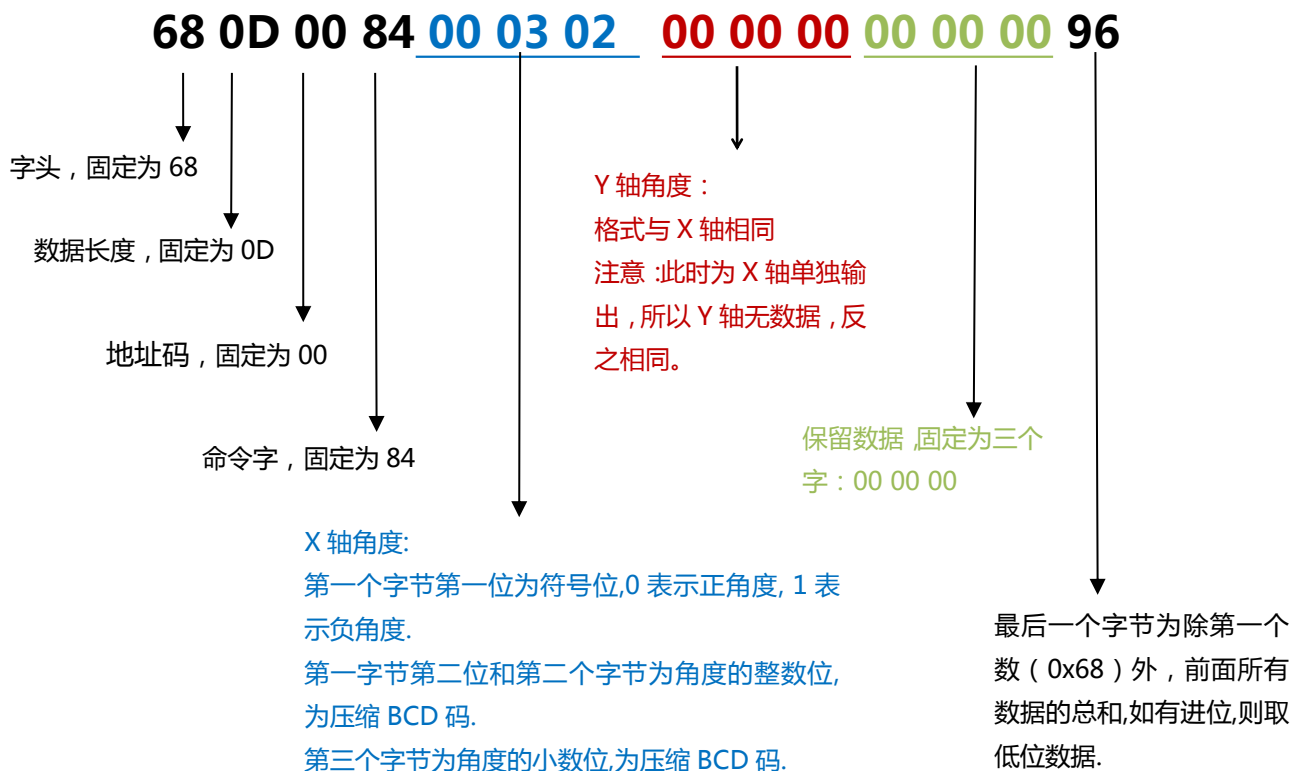 68 0D 00 84 00 03 02 00 00 00 00 00 00 96
字头，固定为 68
数据长度，固定为 0D
地址码，固定为 00
命令字，固定为 84
X 轴角度:
第一个字节第一位为符号位,0 表示正角度, 1 表
示负角度.
第一字节第二位和第二个字节为角度的整数位,
为压缩 BCD 码.
第三个字节为角度的小数位,为压缩 BCD 码.
Y 轴角度：
格式与 X 轴相同
注意：此时为 X 轴单独输
出，所以 Y 轴无数据，反
之相同。
保留数据，固定为三个
字：00 00 00
最后一个字节为除第一个
数（0x68）外，前面所有
数据的总和,如有进位,则取
低位数据.